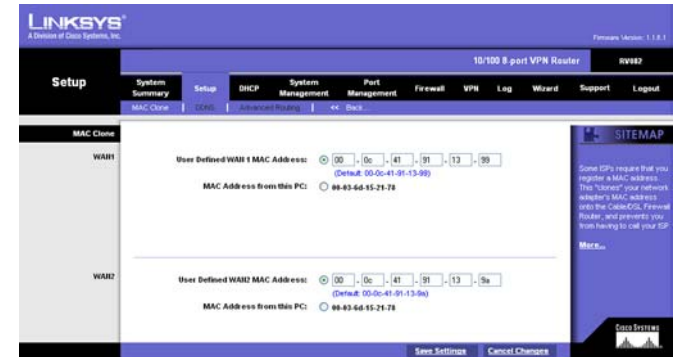 LINKSYS®
A Division of Cisco Systems, Inc.
Firmware Version: 1.1.6.1
10/100 8-port VPN Router RV082
Setup
System Summary Setup DHCP System Management Port Management Firewall VPN Log Wizard Support Logout
MAC Clone | DDNS | Advanced Routing | << Back...
MAC Clone
SITEMAP
WAN1
User Defined WAN 1 MAC Address: 00 - 0c - 41 - 91 - 13 - 99
(Default: 00-0c-41-91-13-99)
MAC Address from this PC: 00-03-6d-15-21-78
Some ISPs require that you
register a MAC address.
This "clones" your network
adapter's MAC address
onto the Cable/DSL Firewall
Router, and prevents you
from having to call your ISP
More...
WAN2
User Defined WAN2 MAC Address: 00 - 0c - 41 - 91 - 13 - 9a
(Default: 00-0c-41-91-13-9a)
MAC Address from this PC: 00-03-6d-15-21-78
Save Settings Cancel Changes
CISCO SYSTEMS